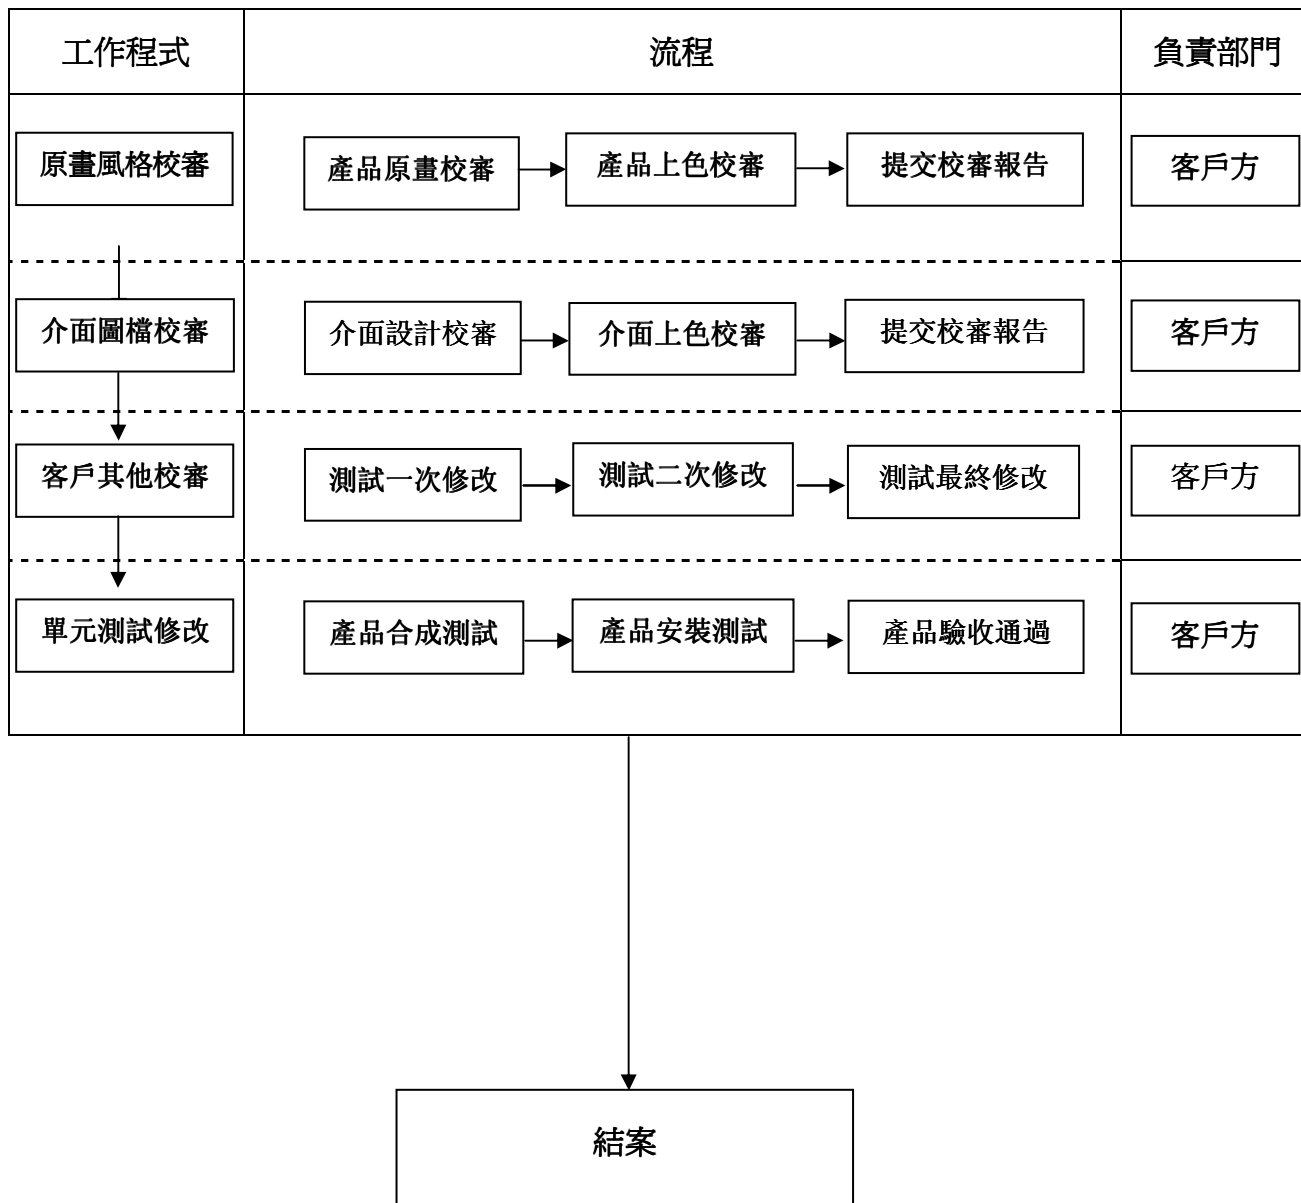 工作程式
流程
負責部門
原畫風格校審
產品原畫校審
產品上色校審
提交校審報告
客戶方
介面圖檔校審
介面設計校審
介面上色校審
提交校審報告
客戶方
客戶其他校審
測試一次修改
測試二次修改
測試最終修改
客戶方
單元測試修改
產品合成測試
產品安裝測試
產品驗收通過
客戶方
結案